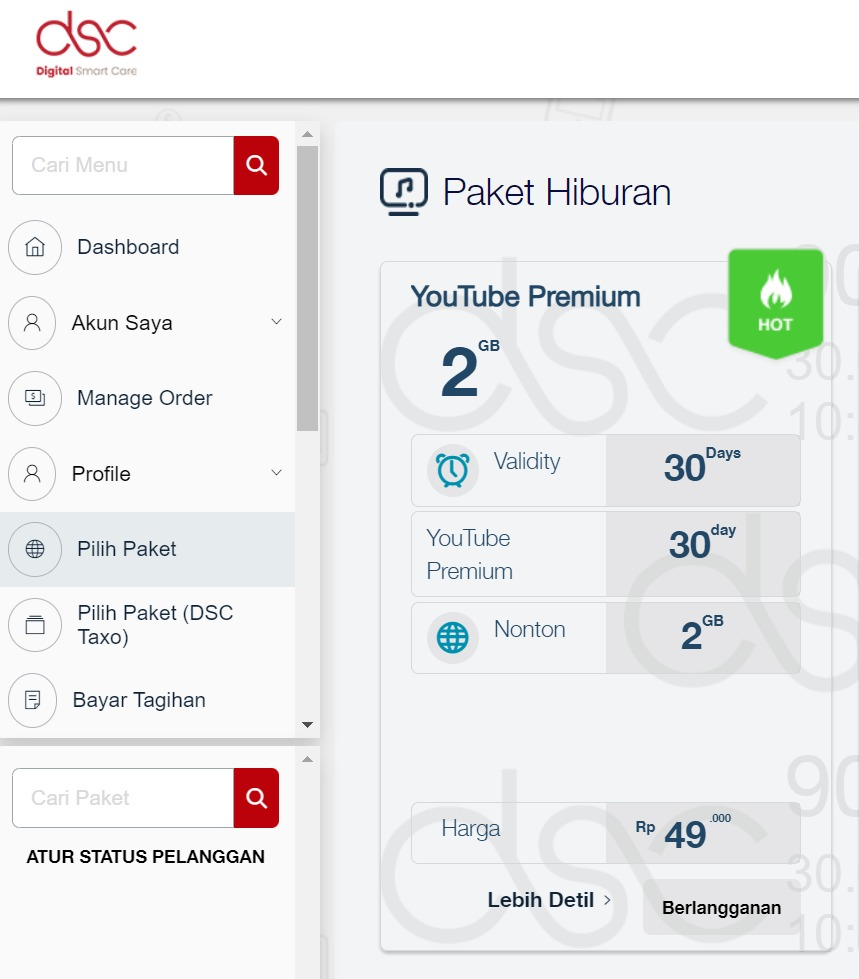 dsc
Digital Smart Care
Cari Menu
Dashboard
Akun Saya
Manage Order
Profile
Pilih Paket
Pilih Paket (DSC
Taxo)
Bayar Tagihan
Cari Paket
ATUR STATUS PELANGGAN
Paket Hiburan
YouTube Premium
HOT
2 GB
Validity
30 Days
YouTube
Premium
30 day
Nonton
2 GB
Harga
Rp 49 .000
Lebih Detil
Berlangganan